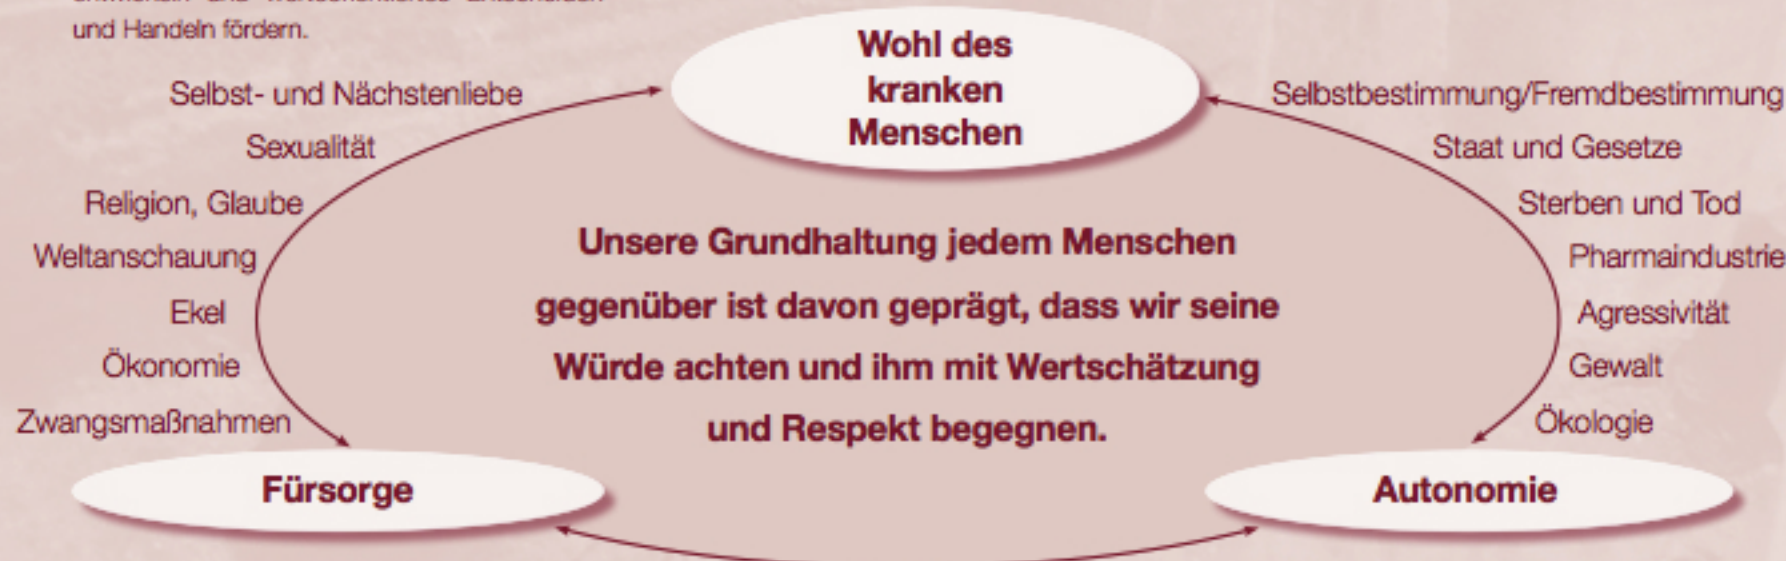 und Handeln fördern.
Wohl des
kranken
Menschen
Selbst- und Nächstenliebe
Sexualität
Religion, Glaube
Weltanschauung
Ekel
Ökonomie
Zwangsmaßnahmen
Selbstbestimmung/Fremdbestimmung
Staat und Gesetze
Sterben und Tod
Pharmaindustrie
Agressivität
Gewalt
Ökologie
Unsere Grundhaltung jedem Menschen
gegenüber ist davon geprägt, dass wir seine
Würde achten und ihm mit Wertschätzung
und Respekt begegnen.
Fürsorge
Autonomie